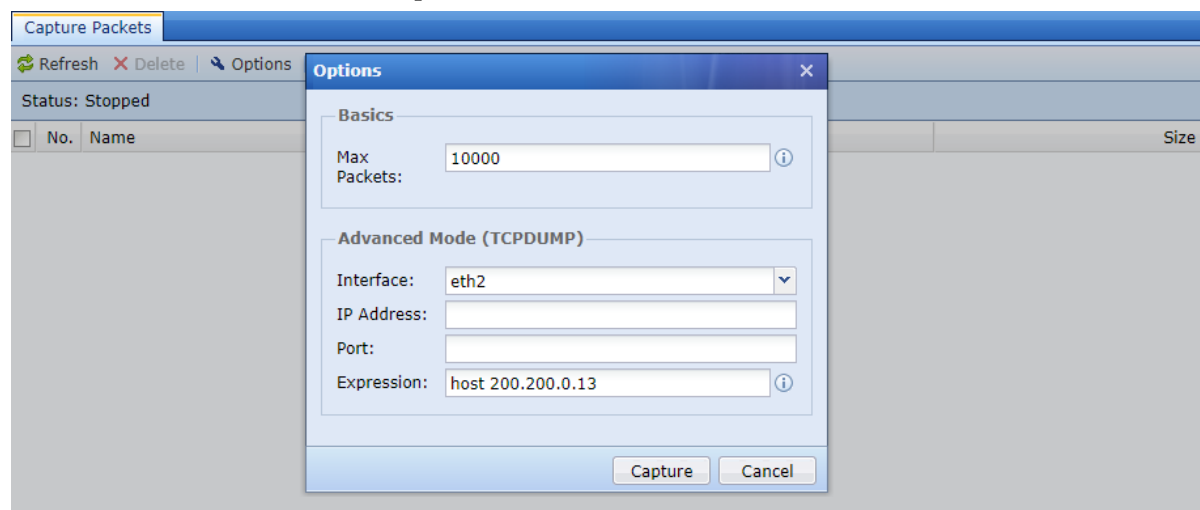 Capture Packets
Refresh Delete Options
Status: Stopped
No. Name Size
Options
Basics
Max Packets: 10000
Advanced Mode (TCPDUMP)
Interface: eth2
IP Address:
Port:
Expression: host 200.200.0.13
Capture Cancel